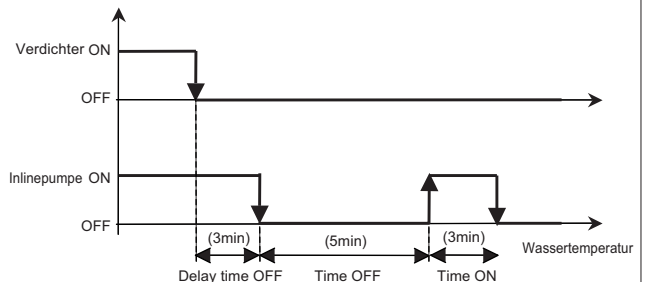 Verdichter ON
OFF
Inlinepumpe ON
OFF
(3min) (5min) (3min)
Wassertemperatur
Delay time OFF Time OFF Time ON